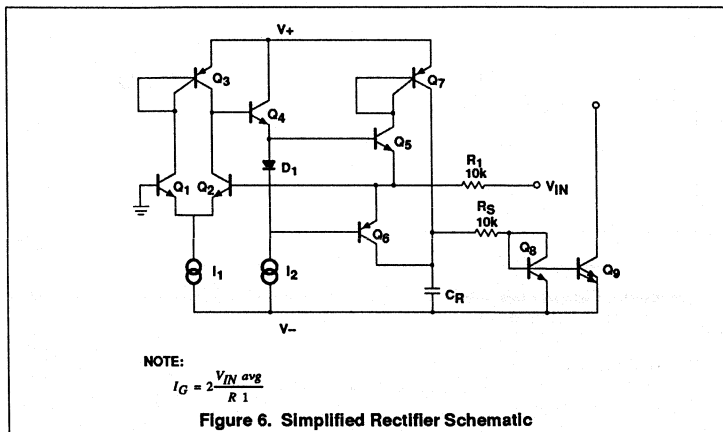 V+
Q3
Q7
Q4
Q5
R1
10k
D1
VIN
Q1
Q2
RS
10k
Q6
Q8
Q9
I1
I2
CR
V–
NOTE:
IG = 2 VIN avg
R 1
Figure 6. Simplified Rectifier Schematic